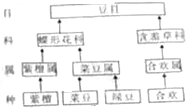 目 豆目
科 蝶形花科 含羞草科
属 紫檀属 菜豆属 合欢属
种 紫檀 菜豆 绿豆 合欢